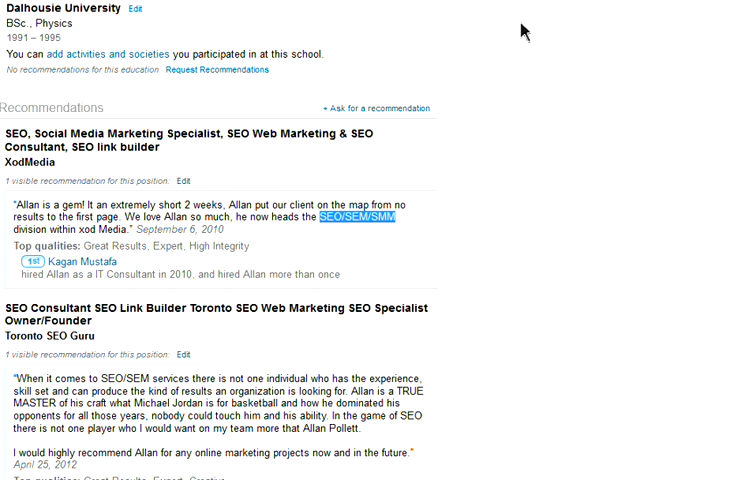 Dalhousie University Edit
BSc., Physics
1991 – 1995
You can add activities and societies you participated in at this school.
No recommendations for this education Request Recommendations
Recommendations + Ask for a recommendation
SEO, Social Media Marketing Specialist, SEO Web Marketing & SEO
Consultant, SEO link builder
XodMedia
1 visible recommendation for this position: Edit
"Allan is a gem! It an extremely short 2 weeks, Allan put our client on the map from no
results to the first page. We love Allan so much, he now heads the SEO/SEM/SMM
division within xod Media." September 6, 2010
Top qualities: Great Results, Expert, High Integrity
1st Kagan Mustafa
hired Allan as a IT Consultant in 2010, and hired Allan more than once
SEO Consultant SEO Link Builder Toronto SEO Web Marketing SEO Specialist
Owner/Founder
Toronto SEO Guru
1 visible recommendation for this position: Edit
"When it comes to SEO/SEM services there is not one individual who has the experience,
skill set and can produce the kind of results an organization is looking for. Allan is a TRUE
MASTER of his craft what Michael Jordan is for basketball and how he dominated his
opponents for all those years, nobody could touch him and his ability. In the game of SEO
there is not one player who I would want on my team more that Allan Pollett.
I would highly recommend Allan for any online marketing projects now and in the future."
April 25, 2012
Top qualities: Great Results, Expert, Creative